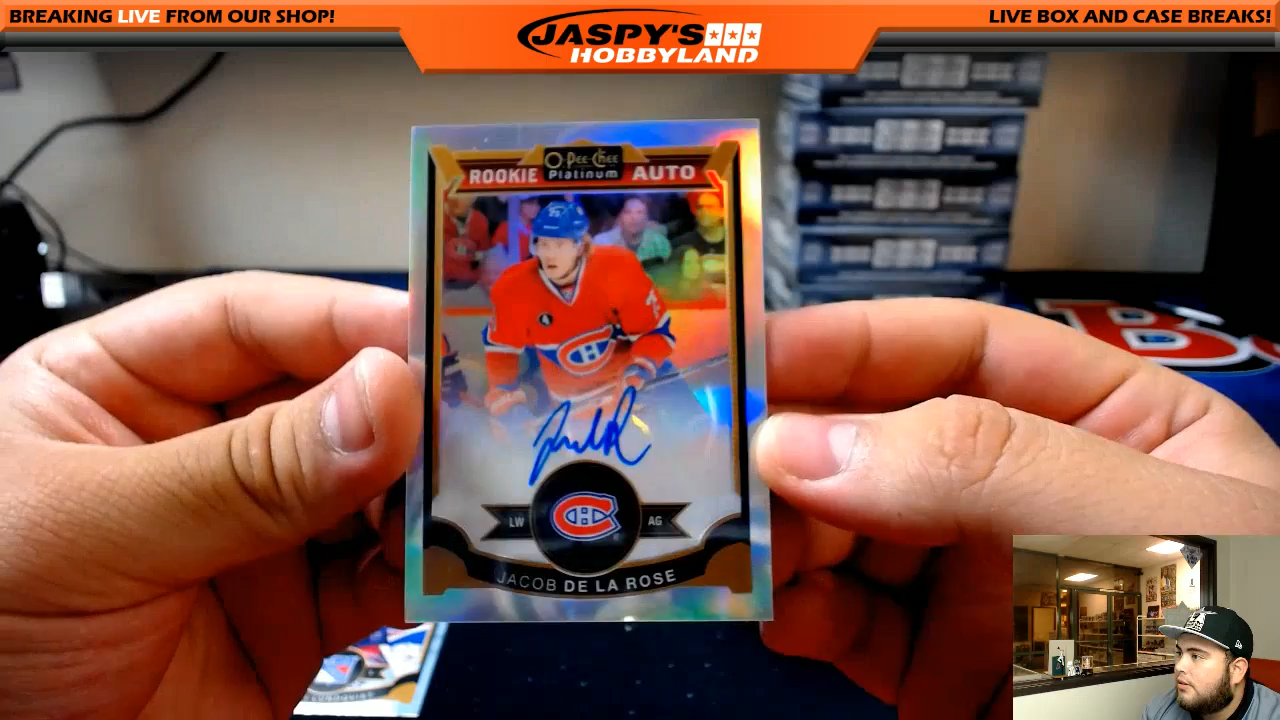 BREAKING LIVE FROM OUR SHOP!
JASPY'S
HOBBYLAND
LIVE BOX AND CASE BREAKS!
O-Pee-Chee
ROOKIE Platinum AUTO
LW AG
JACOB DE LA ROSE